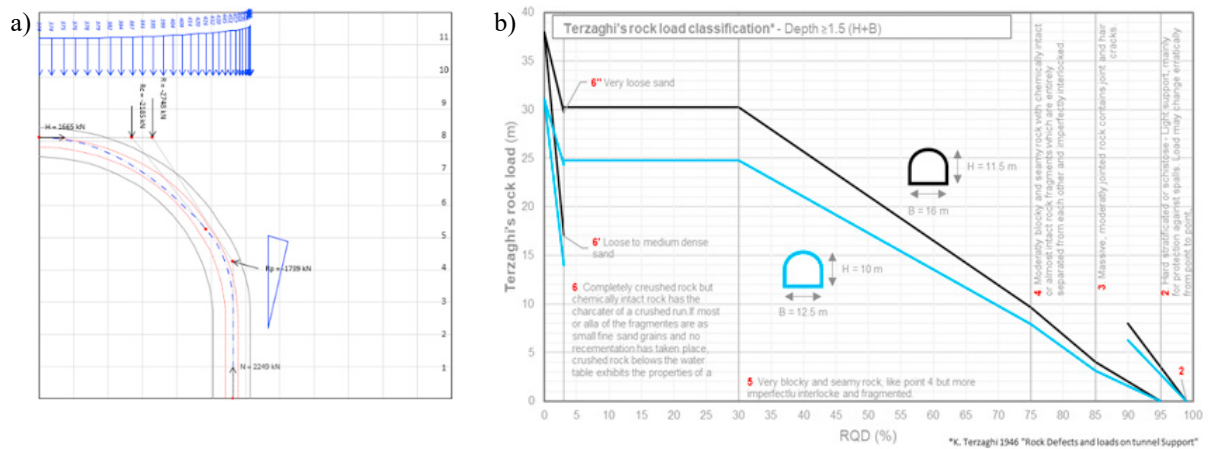 a)
11
10
9
8
7
6
5
4
3
2
1
Rc = -2185 kN
R = -2748 kN
H = 1665 kN
Rp = -1739 kN
N = 2249 kN
b)
Terzaghi's rock load classification* - Depth ≥1.5 (H+B)
Terzaghi's rock load (m)
40
35
30
25
20
15
10
5
0
6'' Very loose sand
6' Loose to medium dense
sand
6 Completely creushed rock but
chemically intact rock has the
charcater of a crushed run.If most
or alla of the fragmentes are as
small fine sand grains and no
recementation has taken place,
crushed rock belows the water
table exhibits the properties of a
H = 11.5 m
B = 16 m
H = 10 m
B = 12.5 m
5 Very blocky and seamy rock, like point 4 but more
imperfectlu interlocke and fragmented.
4 Moderatly blocky and seamy rock with chemically intact
or almost intact rock fragments which are entirely
separated from each other and imperfectly interlocked.
3 Massive, moderatly jointed rock contains joint and hair
cracks.
2 Hard stratificated or schistose - Light support, mainly
for protection against spalls. Load may change erratically
from point to point.
2
0 5 10 15 20 25 30 35 40 45 50 55 60 65 70 75 80 85 90 95 100
RQD (%)
*K. Terzaghi 1946 "Rock Defects and loads on tunnel Support"